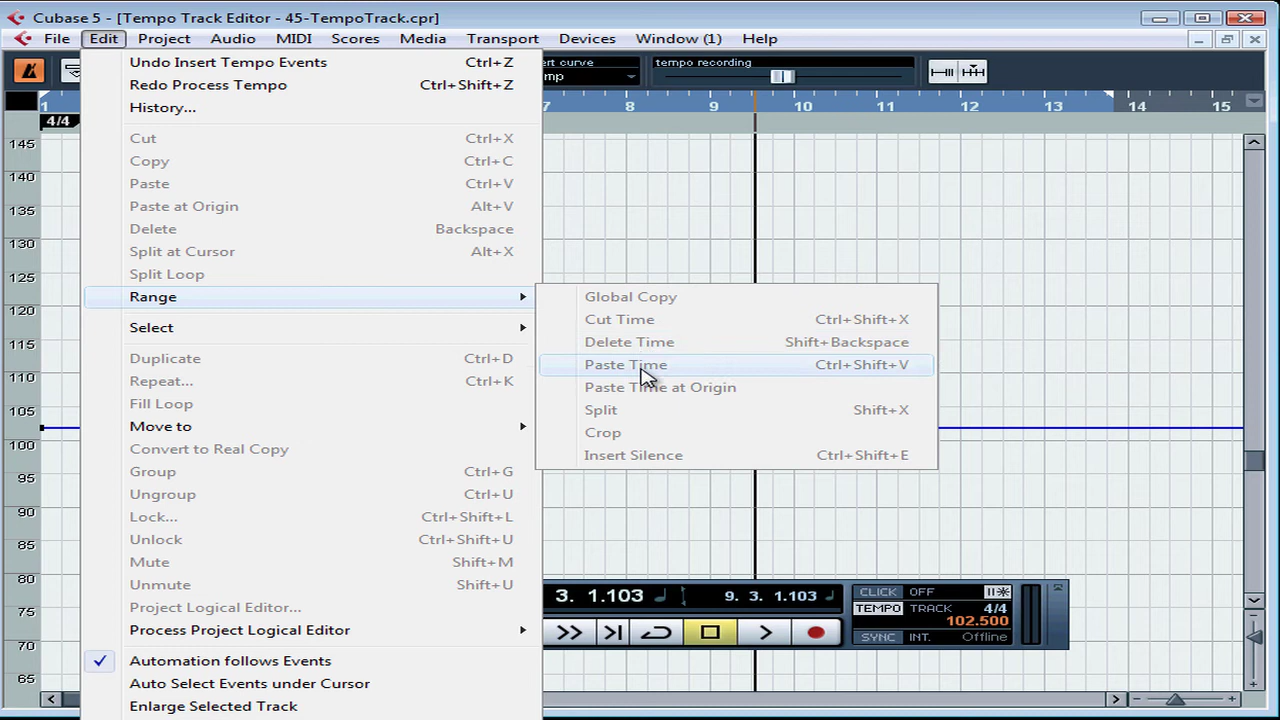 Cubase 5 - [Tempo Track Editor - 45-TempoTrack.cpr]
File Edit Project Audio MIDI Scores Media Transport Devices Window (1) Help
Undo Insert Tempo Events Ctrl+Z
Redo Process Tempo Ctrl+Shift+Z
History...
Cut Ctrl+X
Copy Ctrl+C
Paste Ctrl+V
Paste at Origin Alt+V
Delete Backspace
Split at Cursor Alt+X
Split Loop
Range
Select
Duplicate Ctrl+D
Repeat... Ctrl+K
Fill Loop
Move to
Convert to Real Copy
Group Ctrl+G
Ungroup Ctrl+U
Lock... Ctrl+Shift+L
Unlock Ctrl+Shift+U
Mute Shift+M
Unmute Shift+U
Project Logical Editor...
Process Project Logical Editor
Automation follows Events
Auto Select Events under Cursor
Enlarge Selected Track
Global Copy
Cut Time Ctrl+Shift+X
Delete Time Shift+Backspace
Paste Time Ctrl+Shift+V
Paste Time at Origin
Split Shift+X
Crop
Insert Silence Ctrl+Shift+E
ert curve
mp
tempo recording
1 7 8 9 10 11 12 13 14 15
4/4
145
140
135
130
125
120
115
110
105
100
95
90
85
80
75
70
65
3. 1.103 9. 3. 1.103
CLICK OFF
TEMPO TRACK 4/4
102.500
SYNC INT. Offline